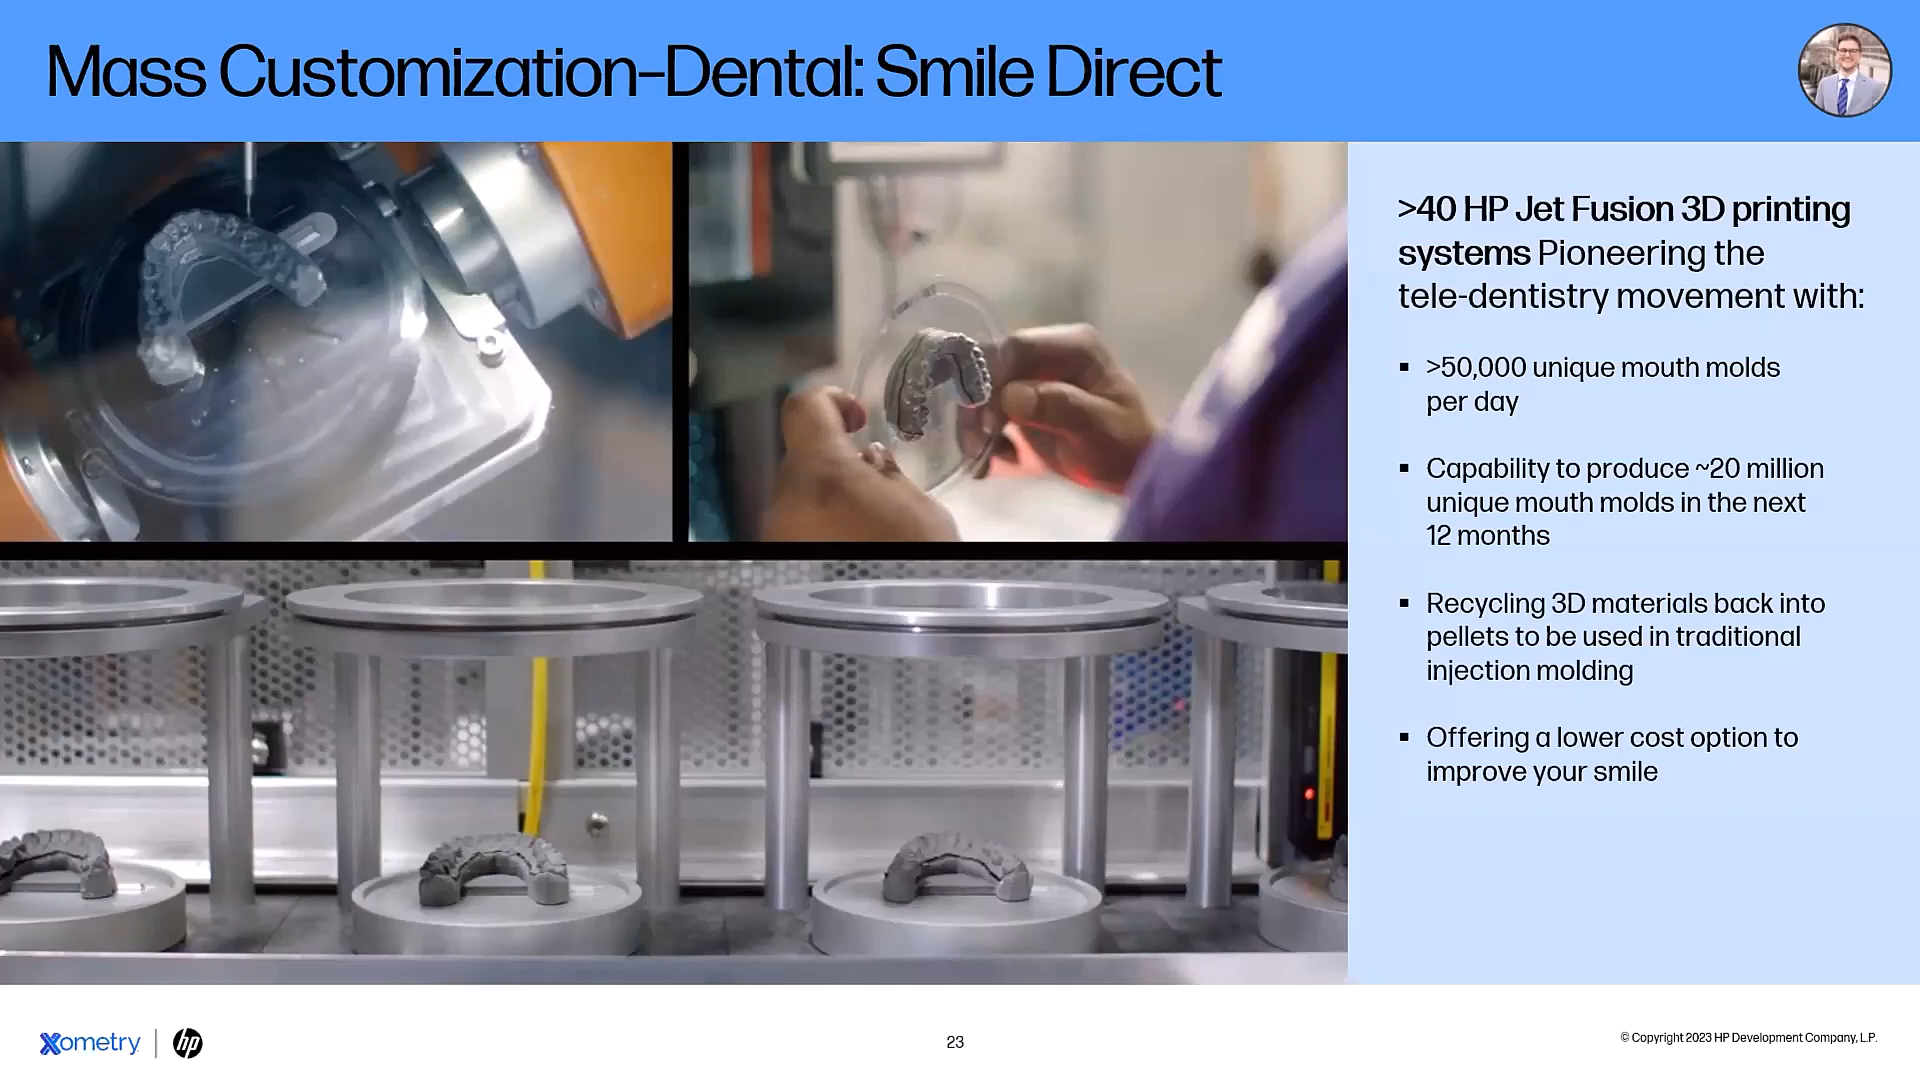 Mass Customization–Dental: Smile Direct
>40 HP Jet Fusion 3D printing
systems Pioneering the
tele-dentistry movement with:
▪ >50,000 unique mouth molds
per day
▪ Capability to produce ~20 million
unique mouth molds in the next
12 months
▪ Recycling 3D materials back into
pellets to be used in traditional
injection molding
▪ Offering a lower cost option to
improve your smile
Xometry | hp
23
© Copyright 2023 HP Development Company, L.P.